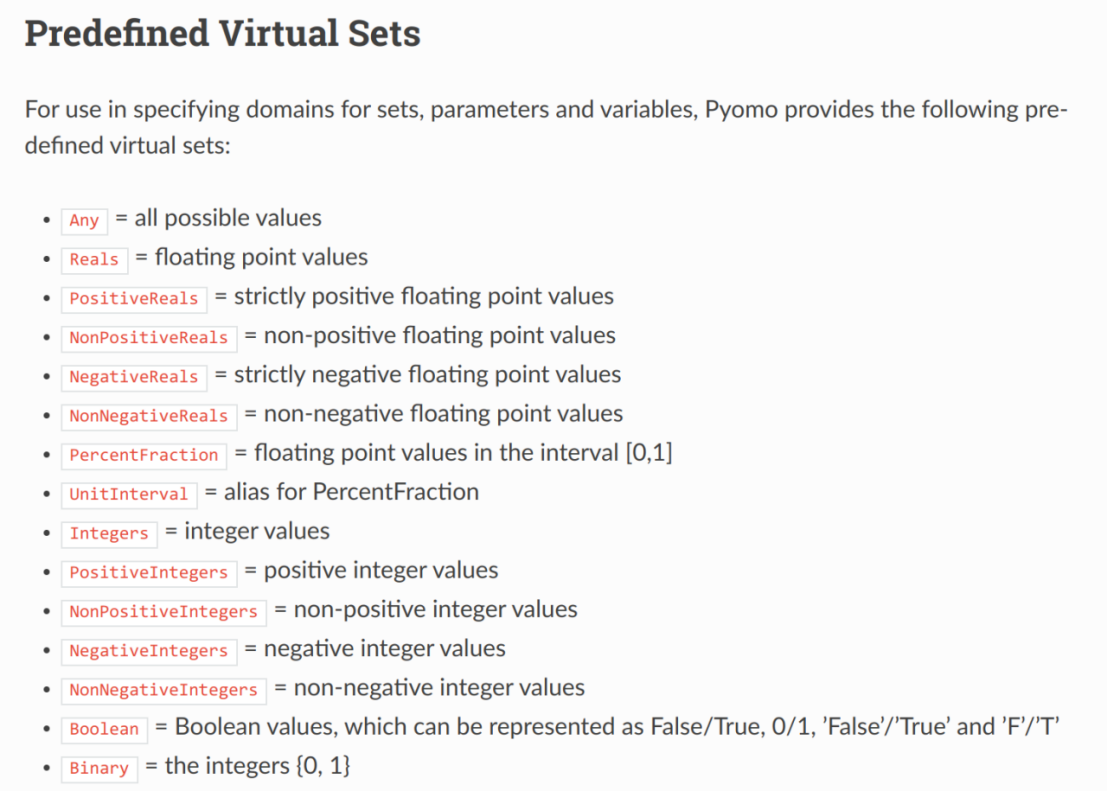 Predefined Virtual Sets
For use in specifying domains for sets, parameters and variables, Pyomo provides the following pre-
defined virtual sets:
• Any = all possible values
• Reals = floating point values
• PositiveReals = strictly positive floating point values
• NonPositiveReals = non-positive floating point values
• NegativeReals = strictly negative floating point values
• NonNegativeReals = non-negative floating point values
• PercentFraction = floating point values in the interval [0,1]
• UnitInterval = alias for PercentFraction
• Integers = integer values
• PositiveIntegers = positive integer values
• NonPositiveIntegers = non-positive integer values
• NegativeIntegers = negative integer values
• NonNegativeIntegers = non-negative integer values
• Boolean = Boolean values, which can be represented as False/True, 0/1, ’False’/’True’ and ’F’/’T’
• Binary = the integers {0, 1}